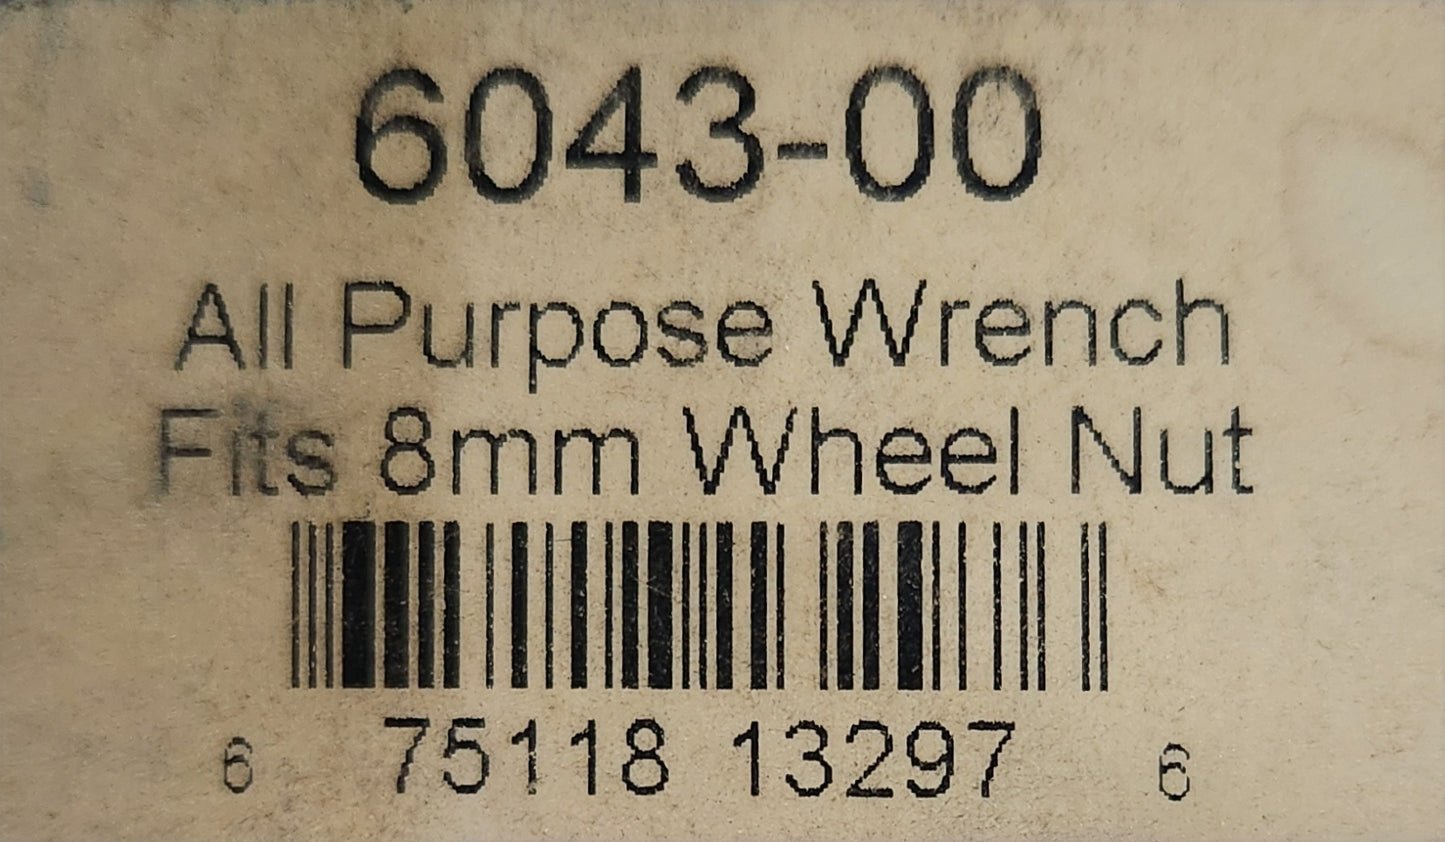 6043-00
All Purpose Wrench
Fits 8mm Wheel Nut
6 75118 13297 6